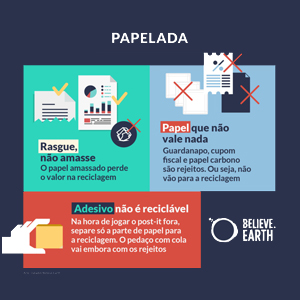 PAPELADA
Rasgue,
não amasse
O papel amassado perde
o valor na reciclagem
Papel que não
vale nada
Guardanapo, cupom
fiscal e papel carbono
são rejeitos. Ou seja, não
vão para a reciclagem
Adesivo não é reciclável
Na hora de jogar o post-it fora,
separe só a parte de papel para
a reciclagem. O pedaço com cola
vai embora com os rejeitos
BELIEVE.
EARTH